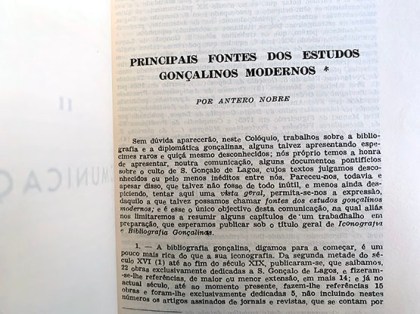 PRINCIPAIS FONTES DOS ESTUDOS
GONÇALINOS MODERNOS *
POR ANTERO NOBRE
Sem dúvida aparecerão, neste Colóquio, trabalhos sobre a biblio-
grafia e a diplomática gonçalinas, alguns talvez apresentando espé-
cimes raros e quiçá mesmo desconhecidos; nós próprio temos a honra
de apresentar, noutra comunicação, alguns documentos pontifícios
sobre o culto de S. Gonçalo de Lagos, cujos textos julgamos desco-
nhecidos ou pelo menos inéditos entre nós. Pareceu-nos, todavia e
apesar disso, que talvez não fosse de todo inútil, e menos ainda des-
piciendo, tentar aqui uma vista geral, permita-se-nos a expressão,
daquilo a que talvez possamos chamar fontes dos estudos gonçalinos
modernos; e é esse o único objectivo desta comunicação, na qual aliás
nos limitaremos a resumir alguns capítulos de um trabalhalho em
preparação, que esperamos publicar sob o título geral de Iconografia
e Bibliografia Gonçalinas.
1. — A bibliografia gonçalina, digamos para já começar, é um
pouco mais rica do que a sua iconografia. Da segunda metade do sé-
culo XVI (1) até ao fim do século XIX, publicaram-se, que saibamos,
22 obras exclusivamente dedicadas a S. Gonçalo de Lagos, e fizeram-
-se-lhe referências, de maior ou menor extensão, em mais 14; e já no
actual século, até ao momento presente, fazem-lhe referências 15
obras e foram-lhe exclusivamente dedicadas 5, não incluindo nestes
números os artigos assinados de jornais e revistas, que se contam por
II